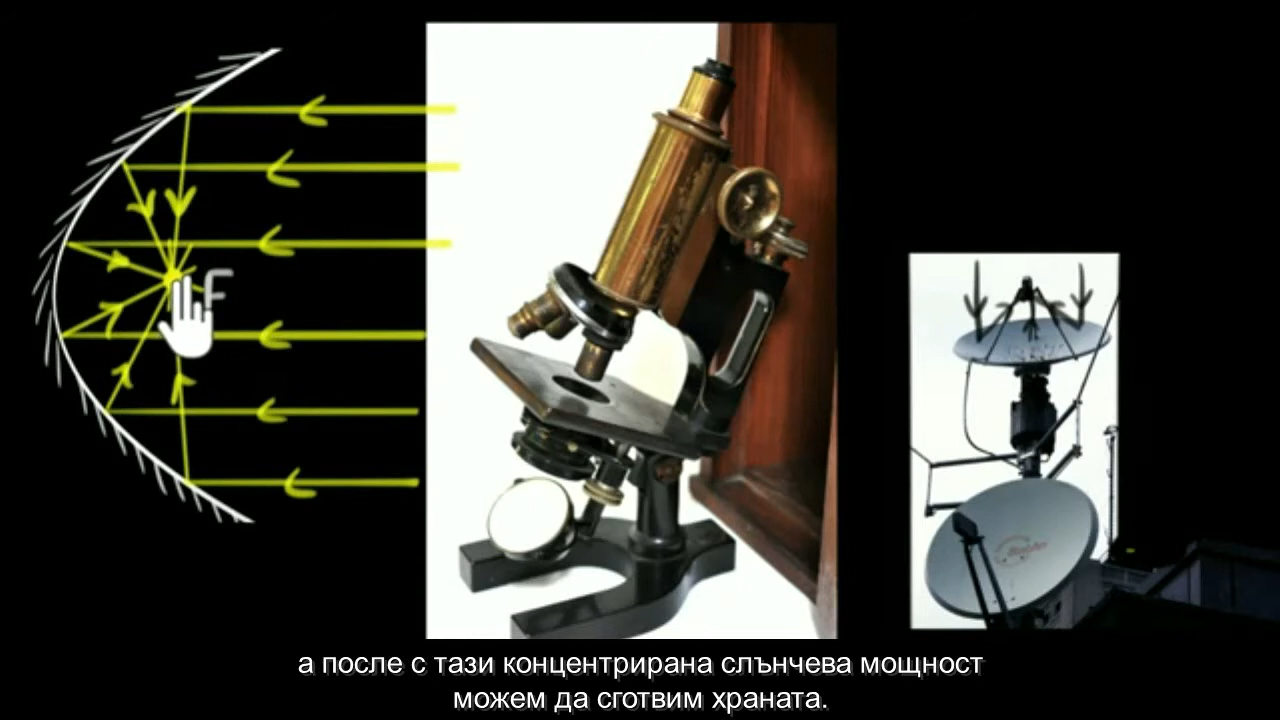 F
а после с тази концентрирана слънчева мощност
можем да сготвим храната.